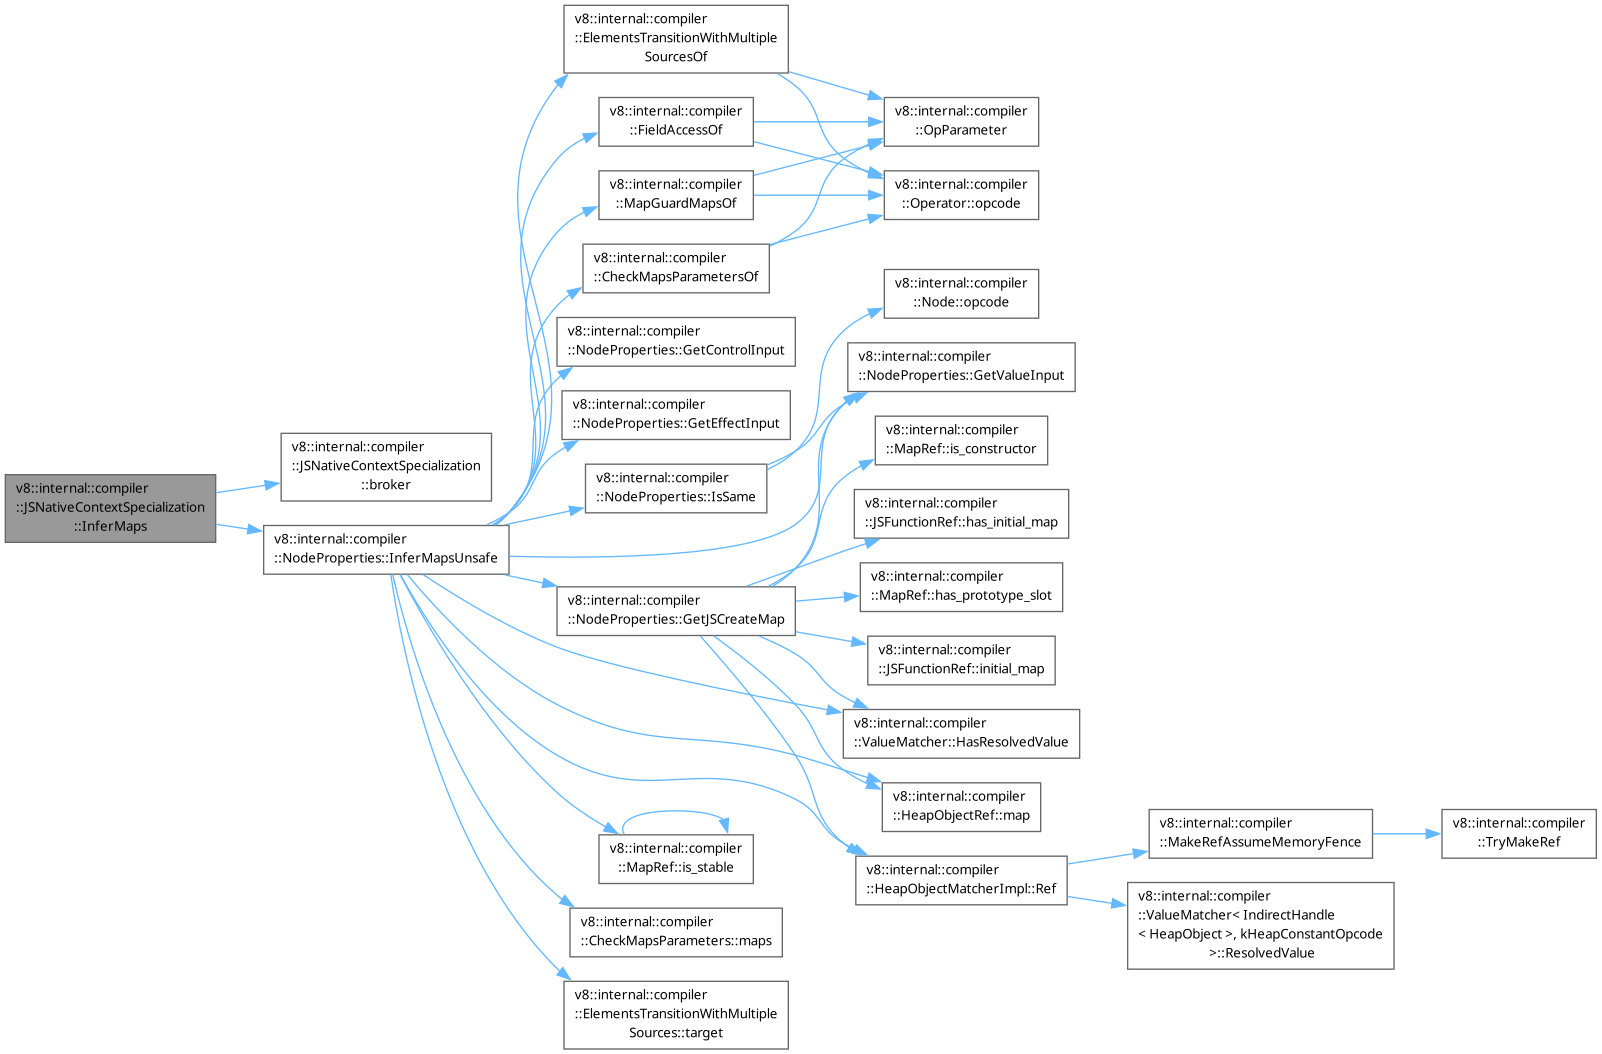 v8::internal::compiler
::JSNativeContextSpecialization
::InferMaps
v8::internal::compiler
::JSNativeContextSpecialization
::broker
v8::internal::compiler
::NodeProperties::InferMapsUnsafe
v8::internal::compiler
::ElementsTransitionWithMultiple
SourcesOf
v8::internal::compiler
::FieldAccessOf
v8::internal::compiler
::MapGuardMapsOf
v8::internal::compiler
::CheckMapsParametersOf
v8::internal::compiler
::NodeProperties::GetControlInput
v8::internal::compiler
::NodeProperties::GetEffectInput
v8::internal::compiler
::NodeProperties::IsSame
v8::internal::compiler
::NodeProperties::GetJSCreateMap
v8::internal::compiler
::MapRef::is_stable
v8::internal::compiler
::CheckMapsParameters::maps
v8::internal::compiler
::ElementsTransitionWithMultiple
Sources::target
v8::internal::compiler
::OpParameter
v8::internal::compiler
::Operator::opcode
v8::internal::compiler
::Node::opcode
v8::internal::compiler
::NodeProperties::GetValueInput
v8::internal::compiler
::MapRef::is_constructor
v8::internal::compiler
::JSFunctionRef::has_initial_map
v8::internal::compiler
::MapRef::has_prototype_slot
v8::internal::compiler
::JSFunctionRef::initial_map
v8::internal::compiler
::ValueMatcher::HasResolvedValue
v8::internal::compiler
::HeapObjectRef::map
v8::internal::compiler
::HeapObjectMatcherImpl::Ref
v8::internal::compiler
::MakeRefAssumeMemoryFence
v8::internal::compiler
::ValueMatcher< IndirectHandle
< HeapObject >, kHeapConstantOpcode
>::ResolvedValue
v8::internal::compiler
::TryMakeRef